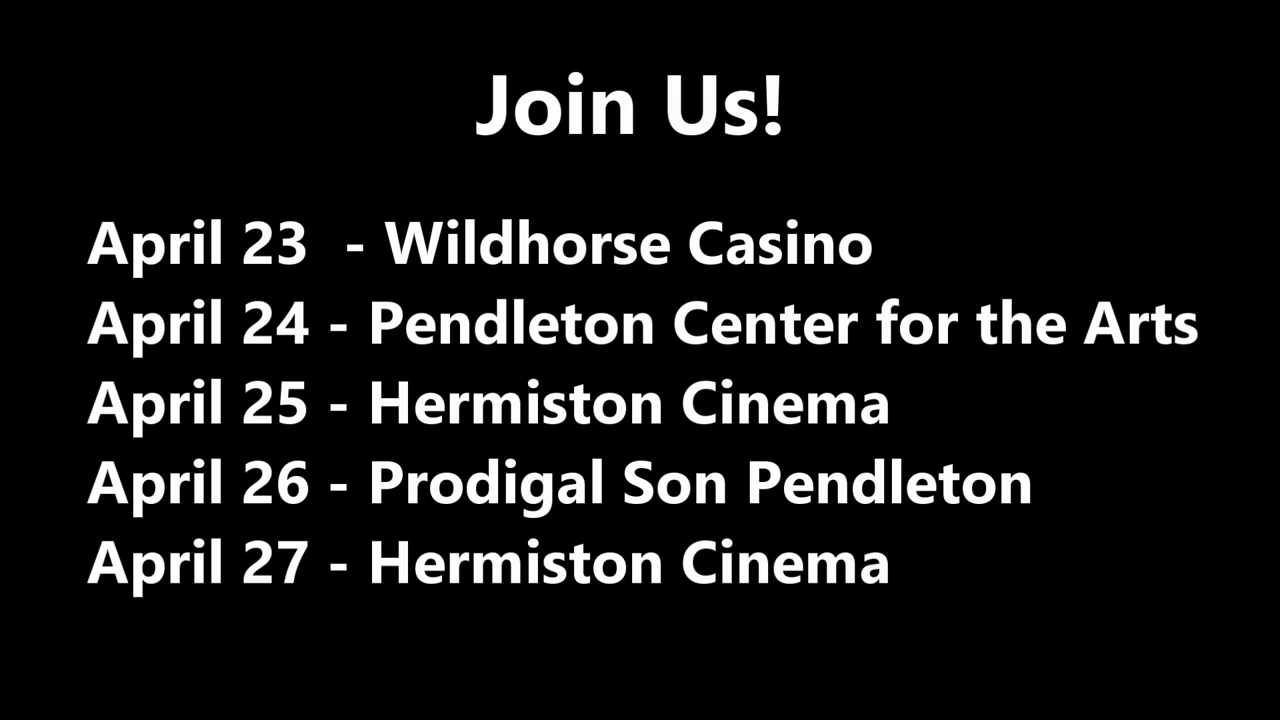 Join Us!
April 23  - Wildhorse Casino
April 24 - Pendleton Center for the Arts
April 25 - Hermiston Cinema
April 26 - Prodigal Son Pendleton
April 27 - Hermiston Cinema